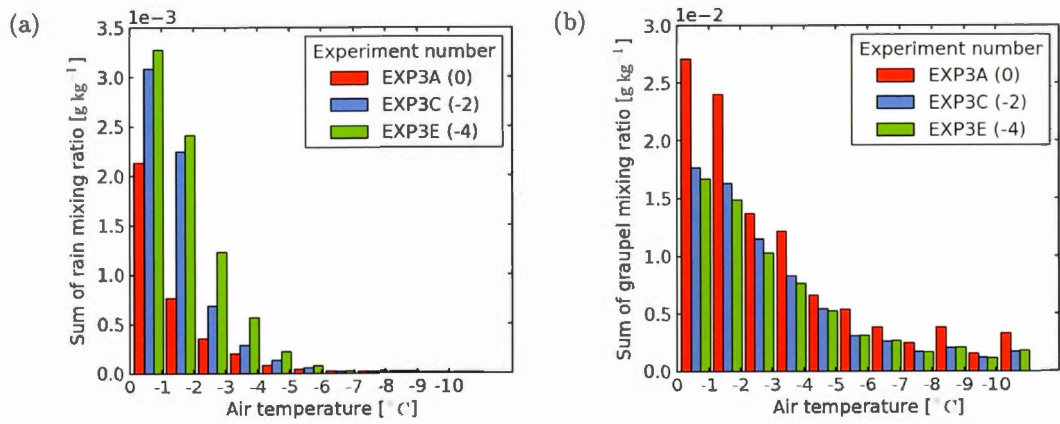 (a)
1e−3
Sum of rain mixing ratio [g kg⁻¹]
3.5
3.0
2.5
2.0
1.5
1.0
0.5
0.0
Experiment number
EXP3A (0)
EXP3C (-2)
EXP3E (-4)
0 -1 -2 -3 -4 -5 -6 -7 -8 -9 -10
Air temperature [°C]
(b)
1e−2
Sum of graupel mixing ratio [g kg⁻¹]
3.0
2.5
2.0
1.5
1.0
0.5
0.0
Experiment number
EXP3A (0)
EXP3C (-2)
EXP3E (-4)
0 -1 -2 -3 -4 -5 -6 -7 -8 -9 -10
Air temperature [°C]